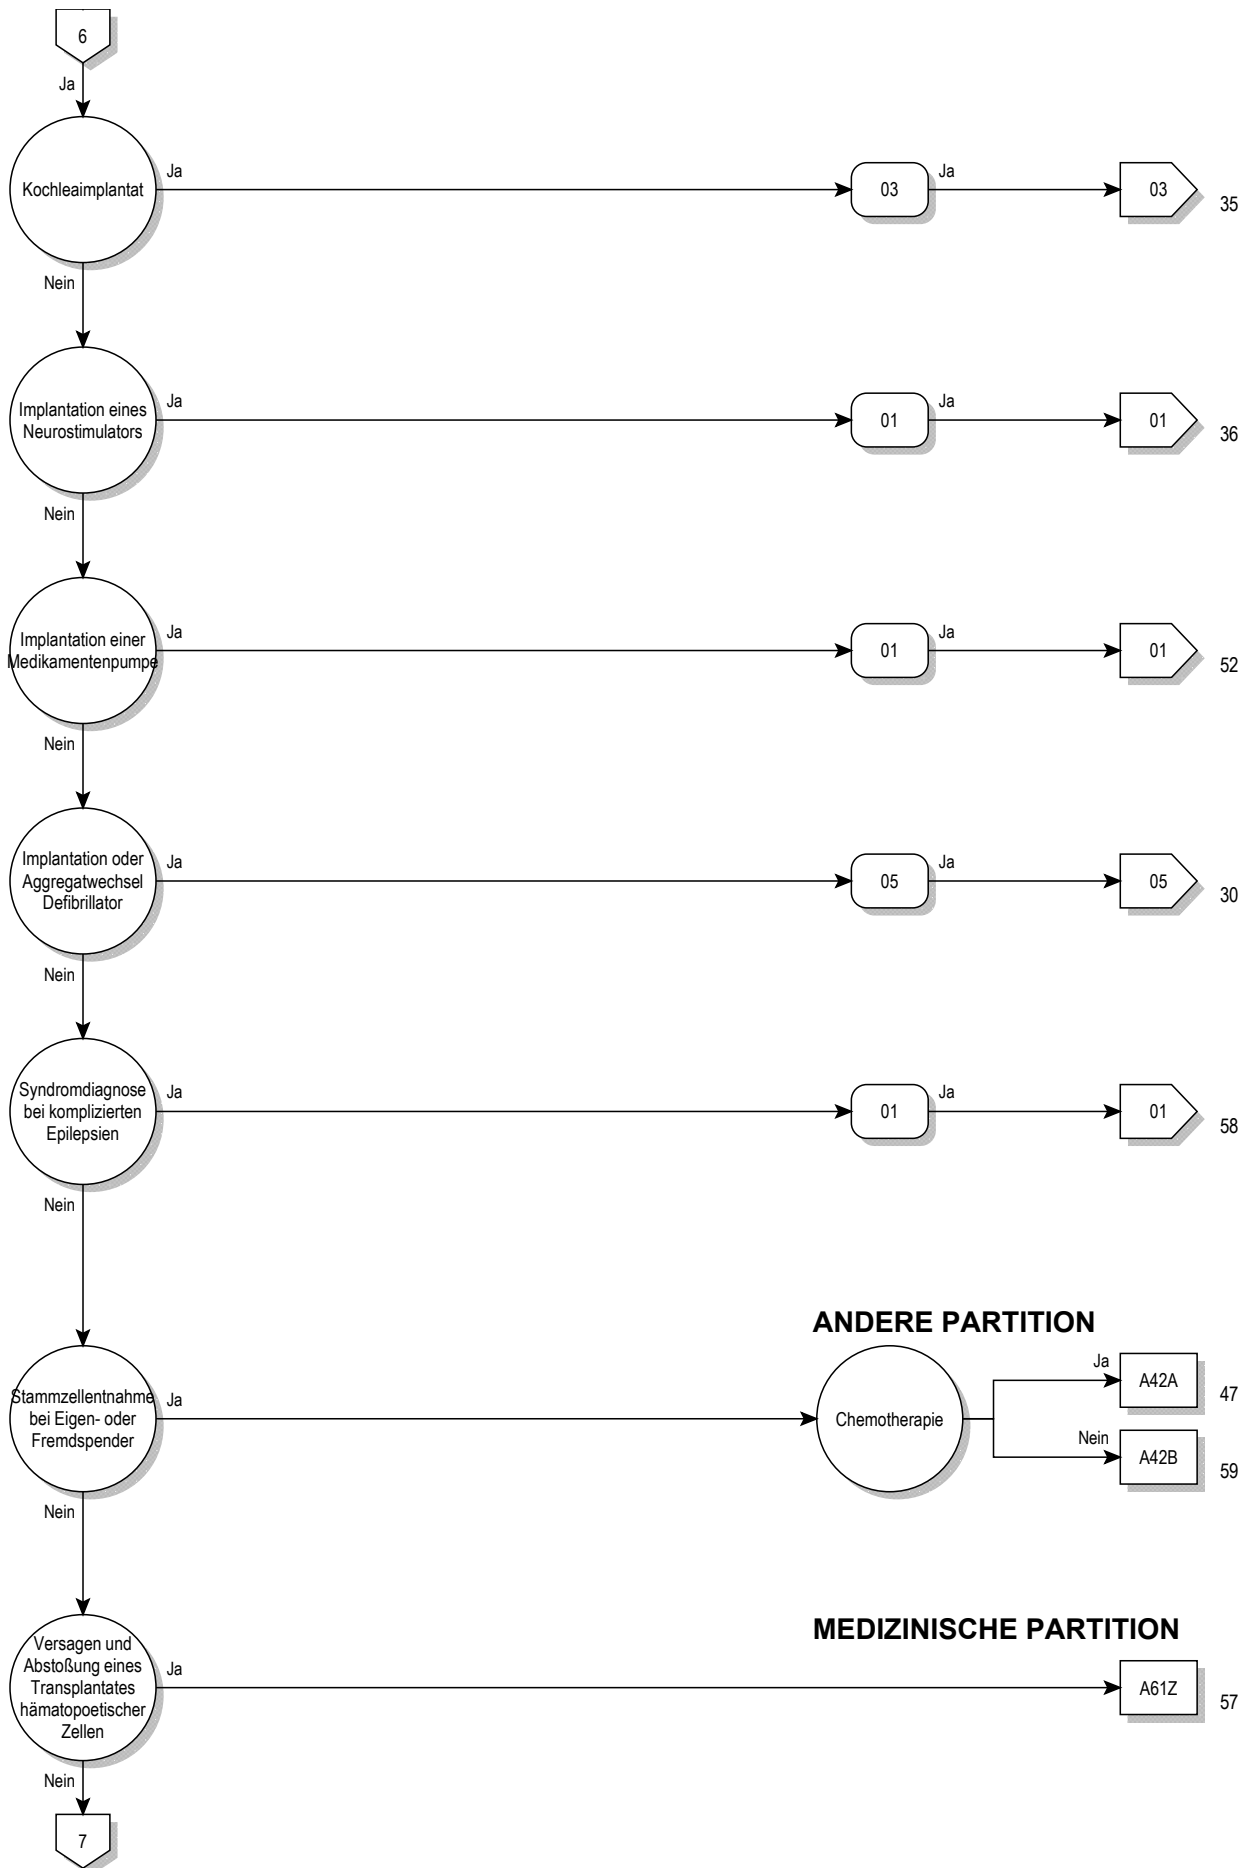 6
Ja
Kochleaimplantat
Ja
03
Ja
03
35
Nein
Implantation eines
Neurostimulators
Ja
01
Ja
01
36
Nein
Implantation einer
Medikamentenpumpe
Ja
01
Ja
01
52
Nein
Implantation oder
Aggregatwechsel
Defibrillator
Ja
05
Ja
05
30
Nein
Syndromdiagnose
bei komplizierten
Epilepsien
Ja
01
Ja
01
58
Nein
ANDERE PARTITION
Stammzellentnahme
bei Eigen- oder
Fremdspender
Ja
Chemotherapie
Ja
A42A
47
Nein
A42B
59
Nein
MEDIZINISCHE PARTITION
Versagen und
Abstoßung eines
Transplantates
hämatopoetischer
Zellen
Ja
A61Z
57
Nein
7